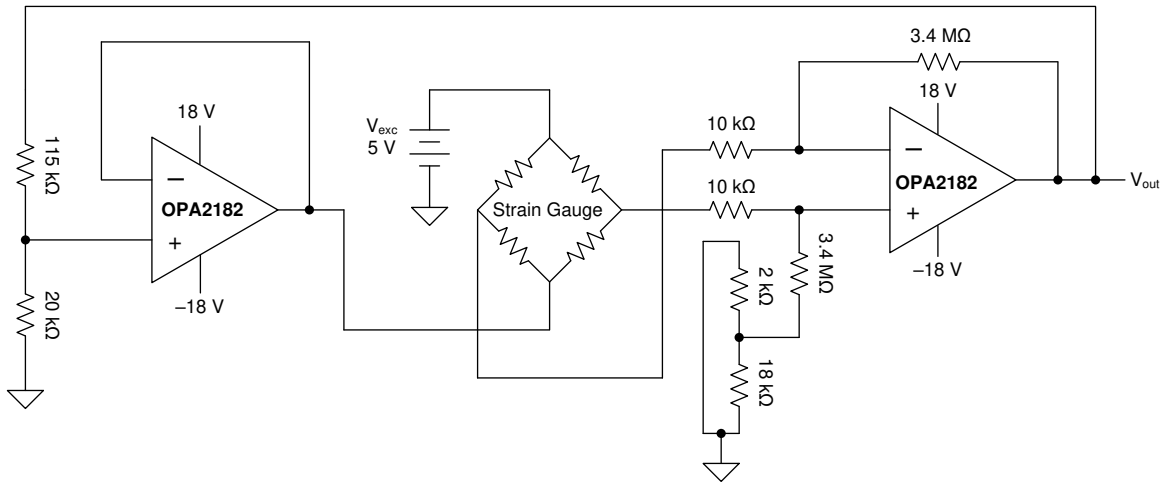 3.4 MΩ
18 V
18 V
V_exc
5 V
10 kΩ
115 kΩ
–
OPA2182
+
–
OPA2182
+
V_out
10 kΩ
Strain Gauge
3.4 MΩ
–18 V
2 kΩ
–18 V
20 kΩ
18 kΩ